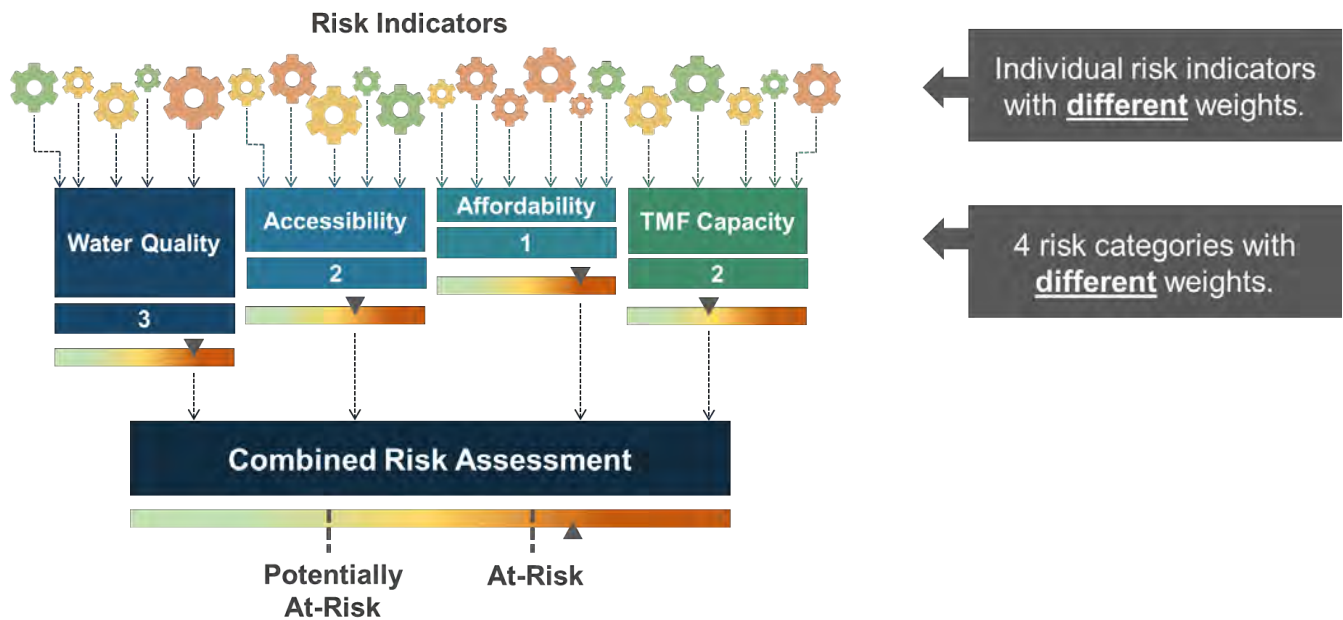 Risk Indicators
Individual risk indicators
with different weights.
Water Quality
3
Accessibility
2
Affordability
1
TMF Capacity
2
4 risk categories with
different weights.
Combined Risk Assessment
Potentially
At-Risk
At-Risk